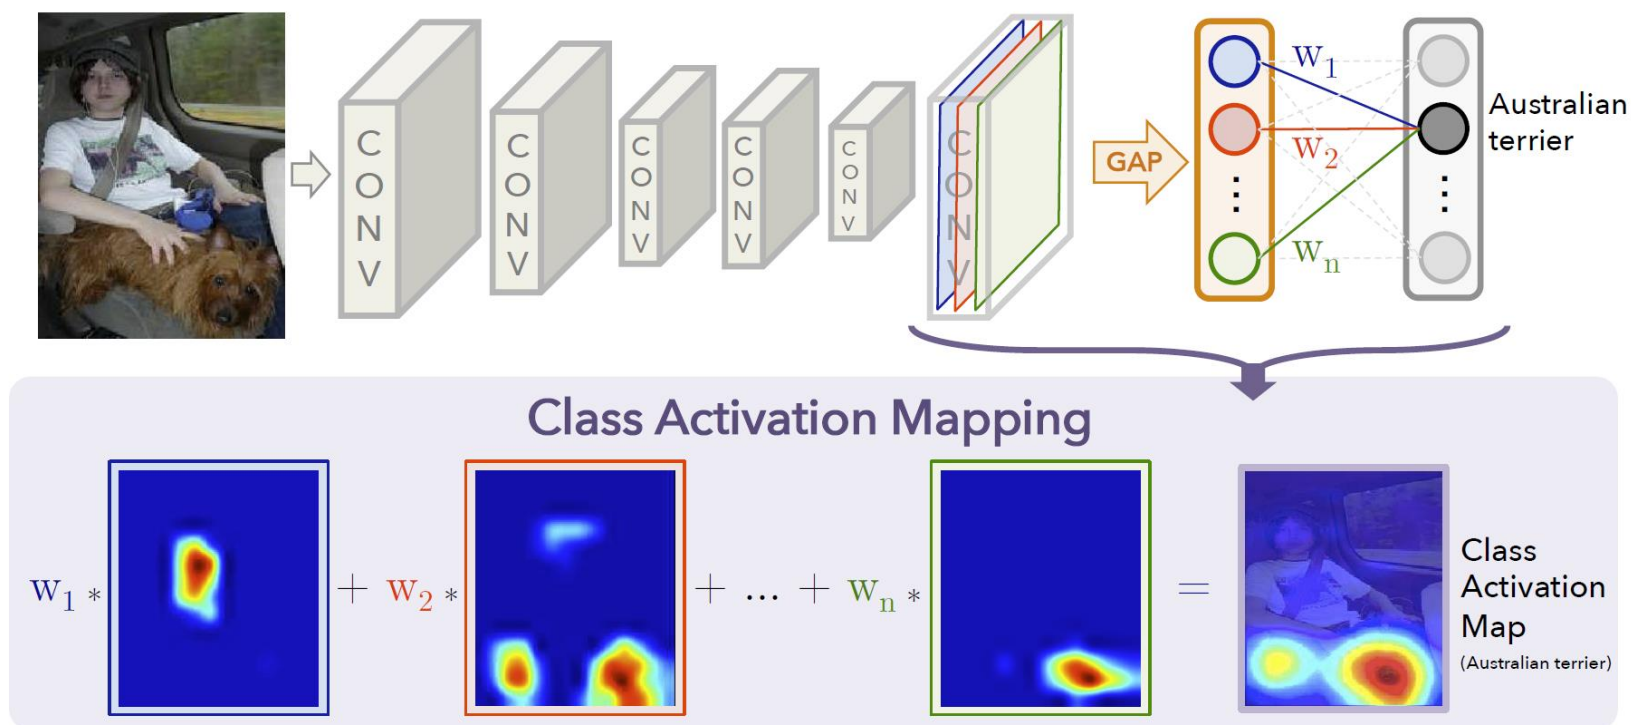 CONV
CONV
CONV
CONV
CONV
CONV
GAP
w1
w2
⋮
wn
⋮
Australian
terrier
Class Activation Mapping
w1 * + w2 * + ... + wn * =
Class
Activation
Map
(Australian terrier)